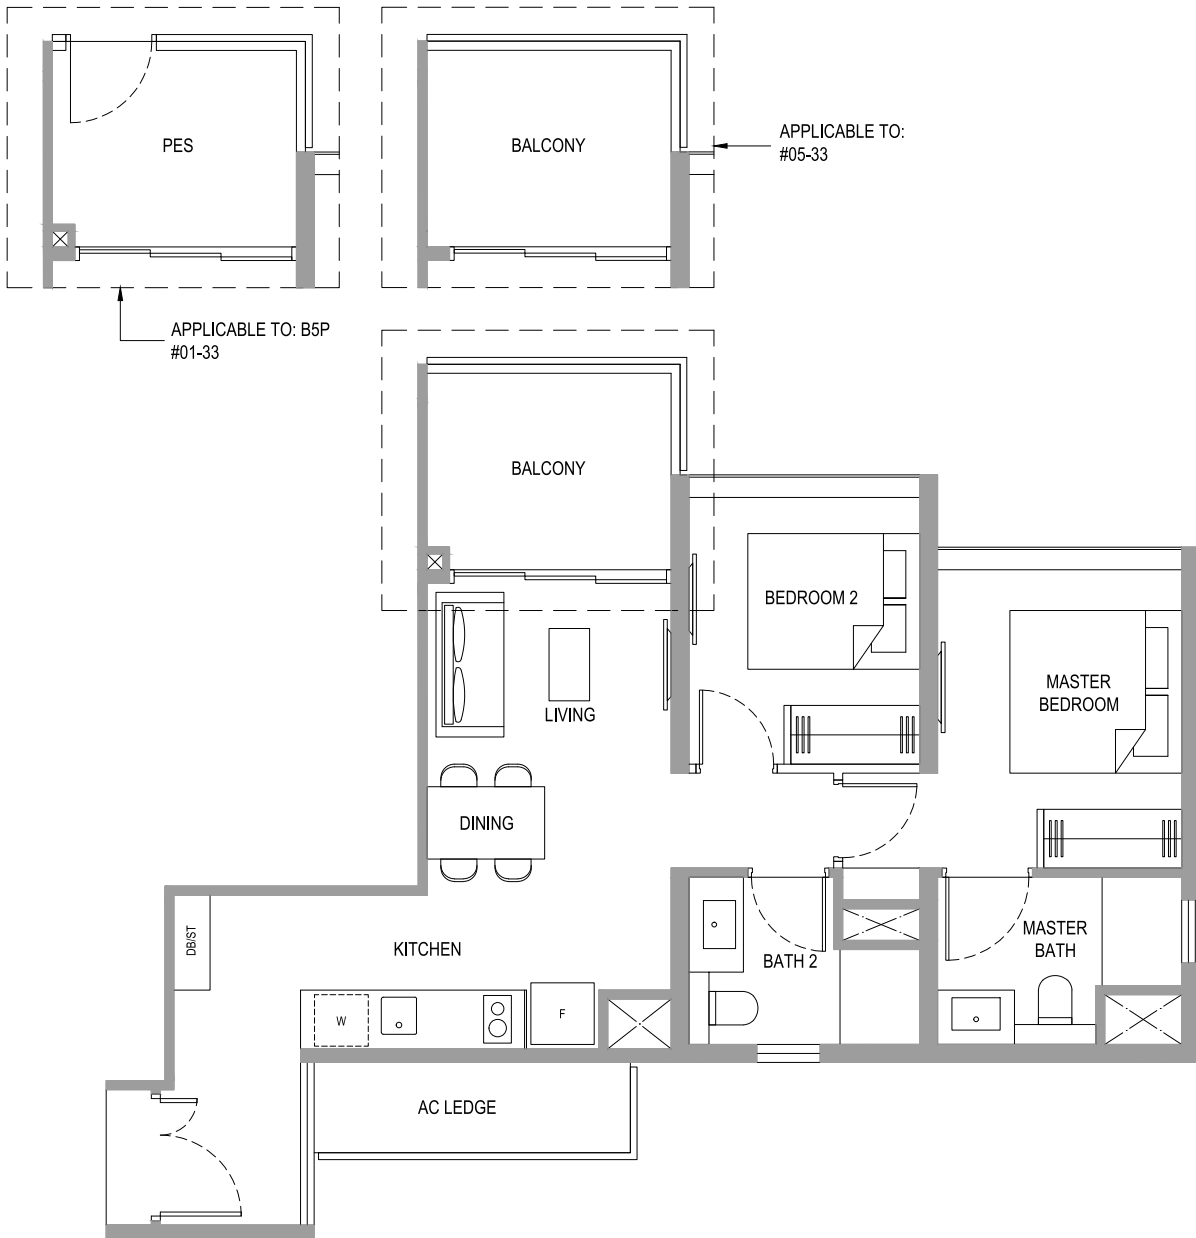 PES
BALCONY
APPLICABLE TO:
#05-33
APPLICABLE TO: B5P
#01-33
BALCONY
BEDROOM 2
MASTER
BEDROOM
LIVING
DINING
DB/ST
KITCHEN
MASTER
BATH
BATH 2
W
F
AC LEDGE